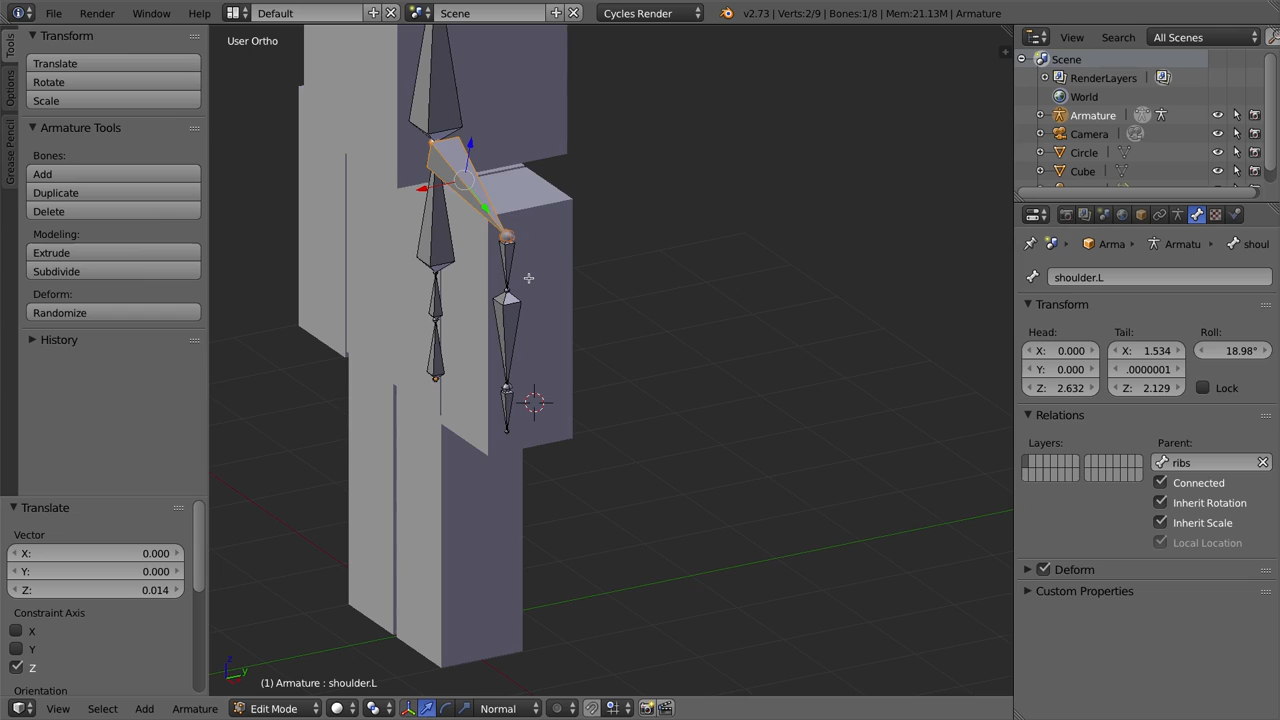 File Render Window Help Default Scene Cycles Render v2.73 | Verts:2/9 | Bones:1/8 | Mem:21.13M | Armature
Tools
Options
Grease Pencil
Transform
Translate
Rotate
Scale
Armature Tools
Bones:
Add
Duplicate
Delete
Modeling:
Extrude
Subdivide
Deform:
Randomize
History
Translate
Vector
X: 0.000
Y: 0.000
Z: 0.014
Constraint Axis
X
Y
Z
Orientation
User Ortho
z
y
(1) Armature : shoulder.L
View Select Add Armature Edit Mode Normal
View Search All Scenes
Scene
RenderLayers
World
Armature
Camera
Circle
Cube
Arma Armatu shoul
shoulder.L
Transform
Head: Tail: Roll:
X: 0.000 X: 1.534 18.98°
Y: 0.000 .0000001 Lock
Z: 2.632 Z: 2.129
Relations
Layers: Parent:
ribs
Connected
Inherit Rotation
Inherit Scale
Local Location
Deform
Custom Properties